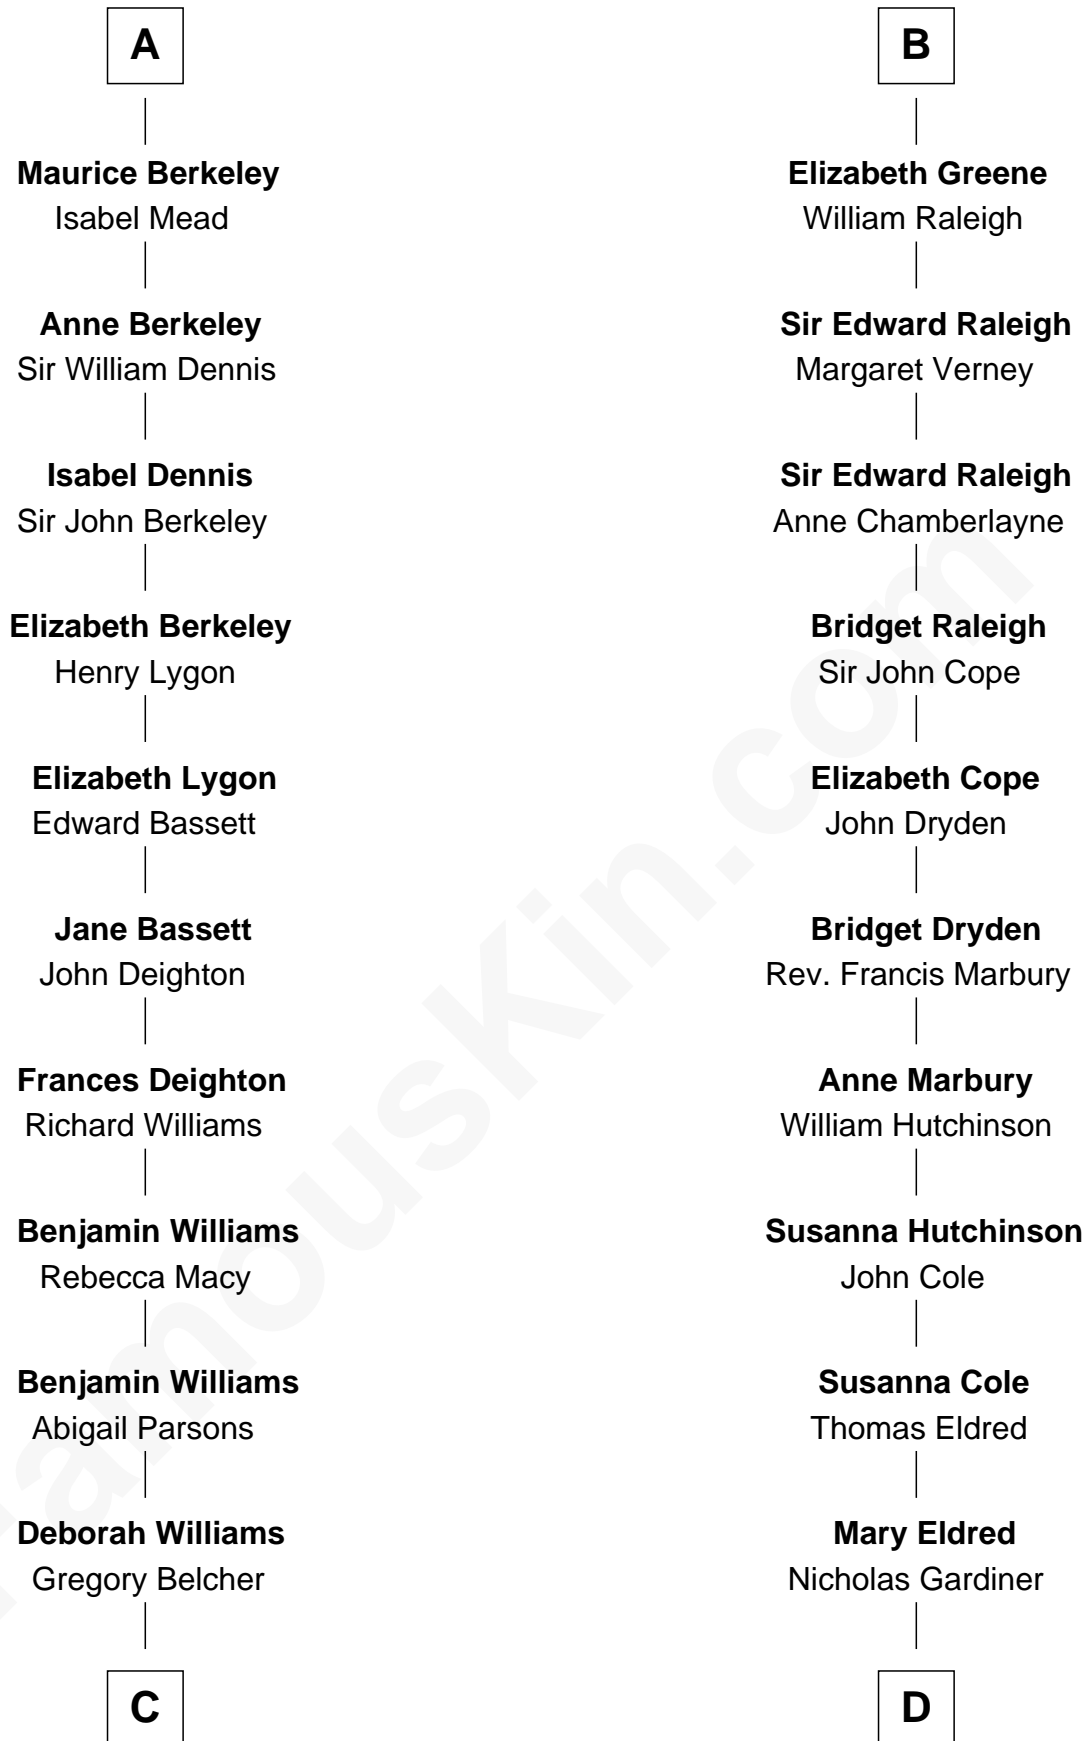 A
Maurice Berkeley
Isabel Mead
Anne Berkeley
Sir William Dennis
Isabel Dennis
Sir John Berkeley
Elizabeth Berkeley
Henry Lygon
Elizabeth Lygon
Edward Bassett
Jane Bassett
John Deighton
Frances Deighton
Richard Williams
Benjamin Williams
Rebecca Macy
Benjamin Williams
Abigail Parsons
Deborah Williams
Gregory Belcher
C
B
Elizabeth Greene
William Raleigh
Sir Edward Raleigh
Margaret Verney
Sir Edward Raleigh
Anne Chamberlayne
Bridget Raleigh
Sir John Cope
Elizabeth Cope
John Dryden
Bridget Dryden
Rev. Francis Marbury
Anne Marbury
William Hutchinson
Susanna Hutchinson
John Cole
Susanna Cole
Thomas Eldred
Mary Eldred
Nicholas Gardiner
D
FamousKin.com